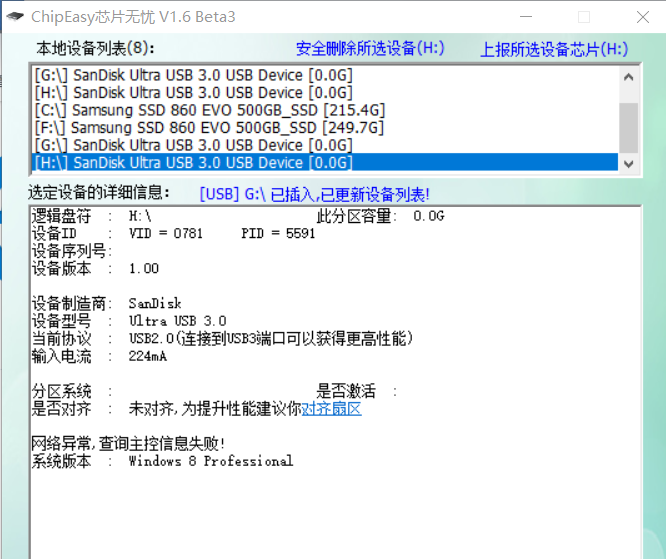 ChipEasy芯片无忧 V1.6 Beta3
本地设备列表(8): 安全删除所选设备(H:) 上报所选设备芯片(H:)
[G:\] SanDisk Ultra USB 3.0 USB Device [0.0G]
[H:\] SanDisk Ultra USB 3.0 USB Device [0.0G]
[C:\] Samsung SSD 860 EVO 500GB_SSD [215.4G]
[F:\] Samsung SSD 860 EVO 500GB_SSD [249.7G]
[G:\] SanDisk Ultra USB 3.0 USB Device [0.0G]
[H:\] SanDisk Ultra USB 3.0 USB Device [0.0G]
选定设备的详细信息: [USB] G:\ 已插入,已更新设备列表!
逻辑盘符 : H:\ 此分区容量: 0.0G
设备ID : VID = 0781 PID = 5591
设备序列号:
设备版本 : 1.00
设备制造商: SanDisk
设备型号 : Ultra USB 3.0
当前协议 : USB2.0(连接到USB3端口可以获得更高性能)
输入电流 : 224mA
分区系统 : 是否激活 :
是否对齐 : 未对齐,为提升性能建议你对齐扇区
网络异常,查询主控信息失败!
系统版本 : Windows 8 Professional